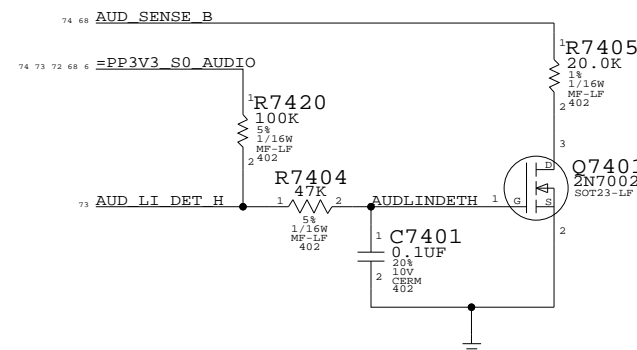 74 68 AUD_SENSE_B
74 73 72 68 6 =PP3V3_S0_AUDIO
1
R7405
20.0K
1%
1/16W
MF-LF
402
2
1
R7420
100K
5%
1/16W
MF-LF
402
2
3
D
Q7401
2N7002
SOT23-LF
G
S
1
2
R7404
47K
1 2
5%
1/16W
MF-LF
402
73 AUD_LI_DET_H
AUDLINDETH
1
C7401
0.1UF
20%
10V
CERM
402
2